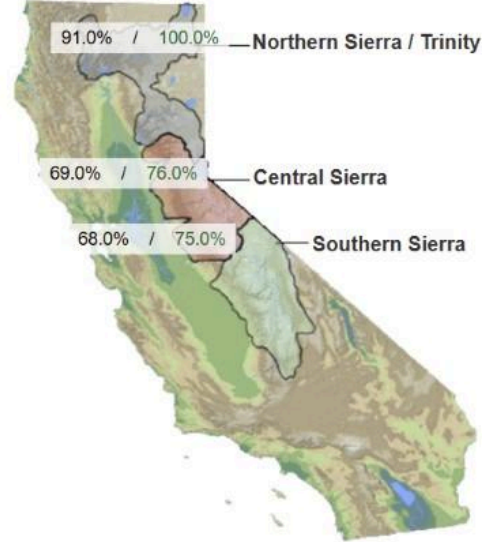 91.0% / 100.0% Northern Sierra / Trinity
69.0% / 76.0% Central Sierra
68.0% / 75.0% Southern Sierra